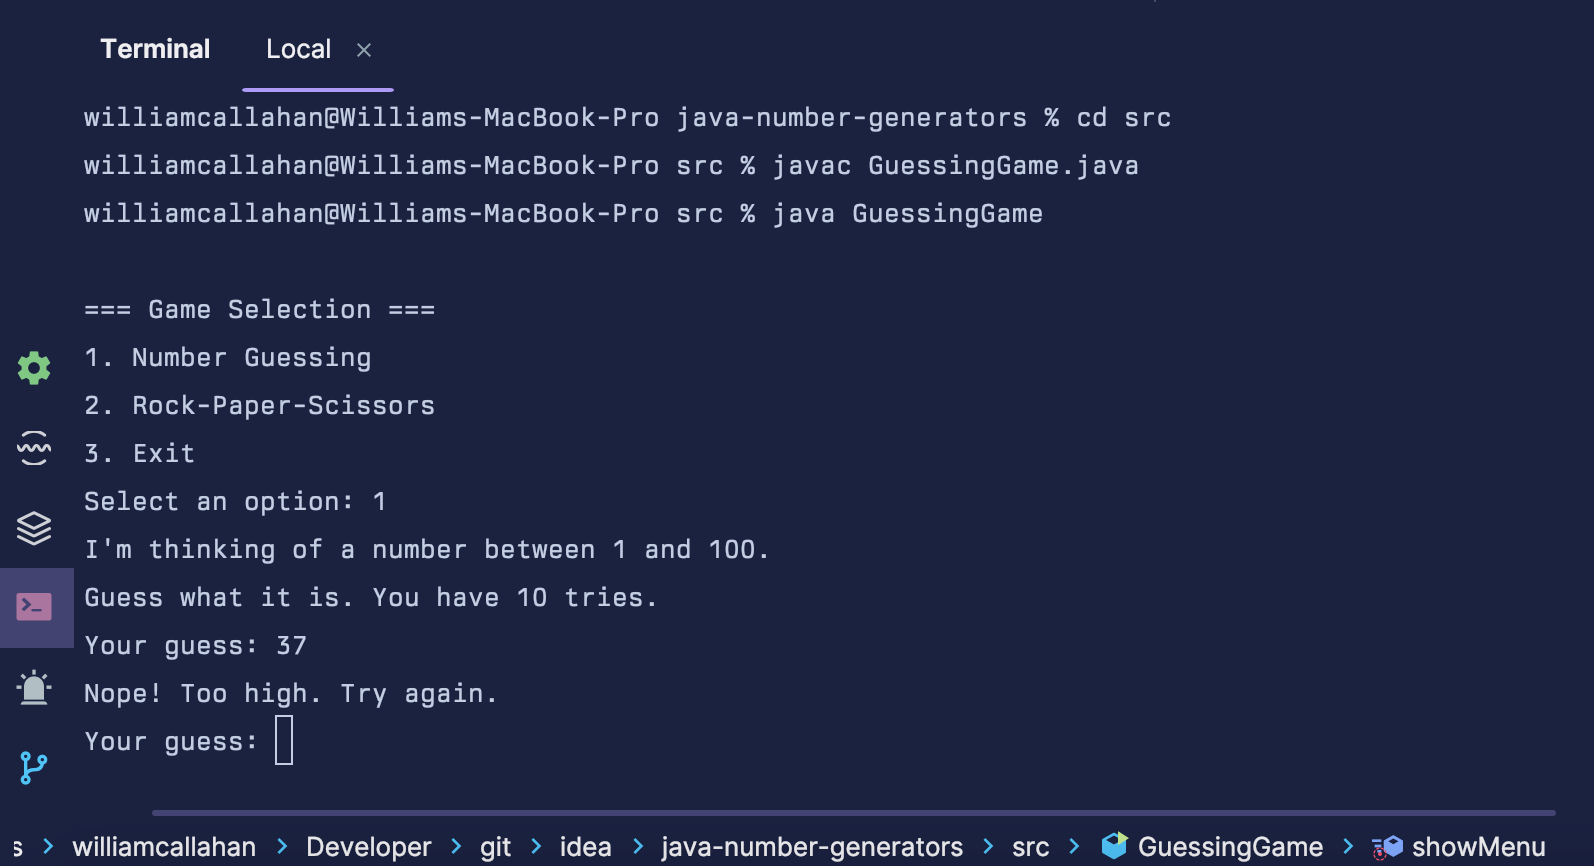 Terminal Local ×
williamcallahan@Williams-MacBook-Pro java-number-generators % cd src
williamcallahan@Williams-MacBook-Pro src % javac GuessingGame.java
williamcallahan@Williams-MacBook-Pro src % java GuessingGame
=== Game Selection ===
1. Number Guessing
2. Rock-Paper-Scissors
3. Exit
Select an option: 1
I'm thinking of a number between 1 and 100.
Guess what it is. You have 10 tries.
Your guess: 37
Nope! Too high. Try again.
Your guess:
s > williamcallahan > Developer > git > idea > java-number-generators > src > GuessingGame > showMenu